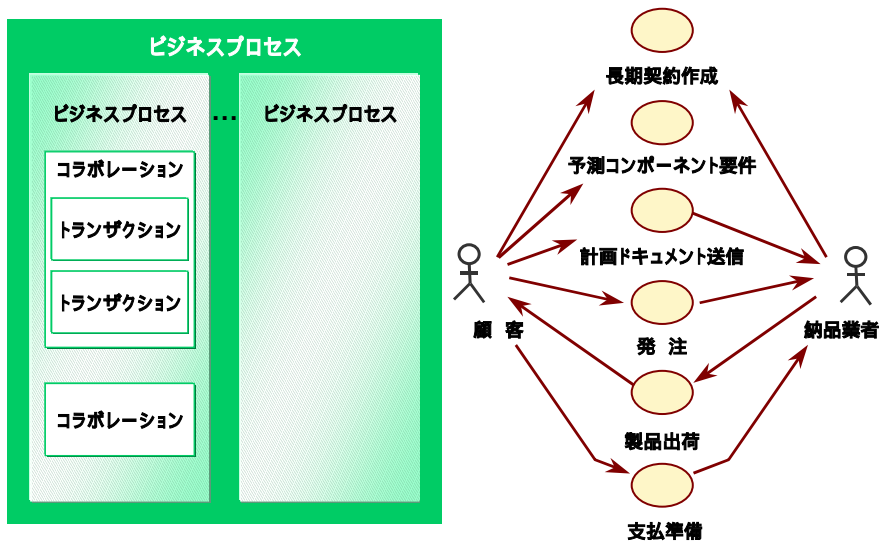 ビジネスプロセス
ビジネスプロセス
...
ビジネスプロセス
コラボレーション
トランザクション
トランザクション
コラボレーション
長期契約作成
予測コンポーネント要件
計画ドキュメント送信
顧 客
納品業者
発 注
製品出荷
支払準備